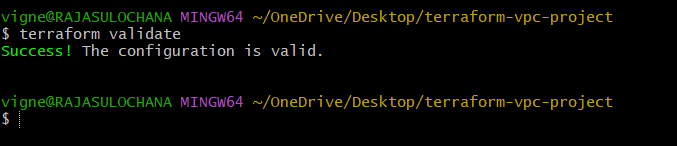 vigne@RAJASULOCHANA MINGW64 ~/OneDrive/Desktop/terraform-vpc-project
$ terraform validate
Success! The configuration is valid.
vigne@RAJASULOCHANA MINGW64 ~/OneDrive/Desktop/terraform-vpc-project
$